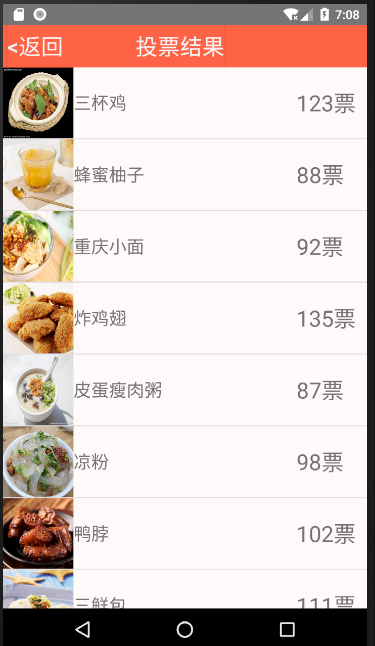 7:08
<返回 投票结果
三杯鸡 123票
蜂蜜柚子 88票
重庆小面 92票
炸鸡翅 135票
皮蛋瘦肉粥 87票
凉粉 98票
鸭脖 102票
三鲜包 111票